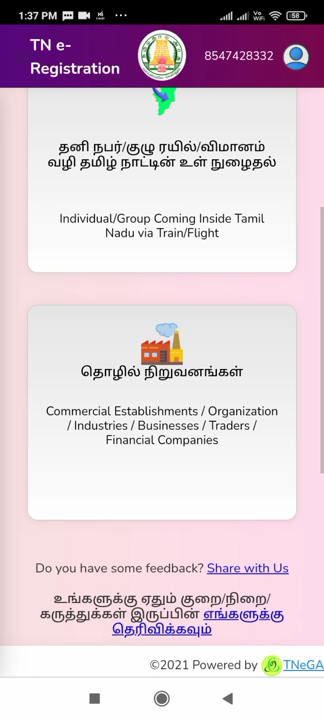 1:37 PM
58
TN e-
Registration
8547428332
தனி நபர்/குழு ரயில்/விமானம்
வழி தமிழ் நாட்டின் உள் நுழைதல்
Individual/Group Coming Inside Tamil
Nadu via Train/Flight
தொழில் நிறுவனங்கள்
Commercial Establishments / Organization
/ Industries / Businesses / Traders /
Financial Companies
Do you have some feedback? Share with Us
உங்களுக்கு ஏதும் குறை/நிறை/
கருத்துக்கள் இருப்பின் எங்களுக்கு
தெரிவிக்கவும்
©2021 Powered by TNeGA